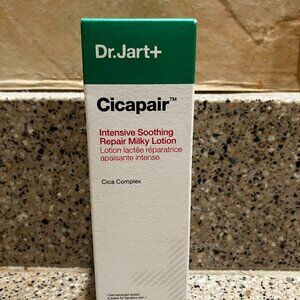 Dr.Jart+
Cicapair™
Intensive Soothing
Repair Milky Lotion
Lotion lactée réparatrice
apaisante intense
Cica Complex